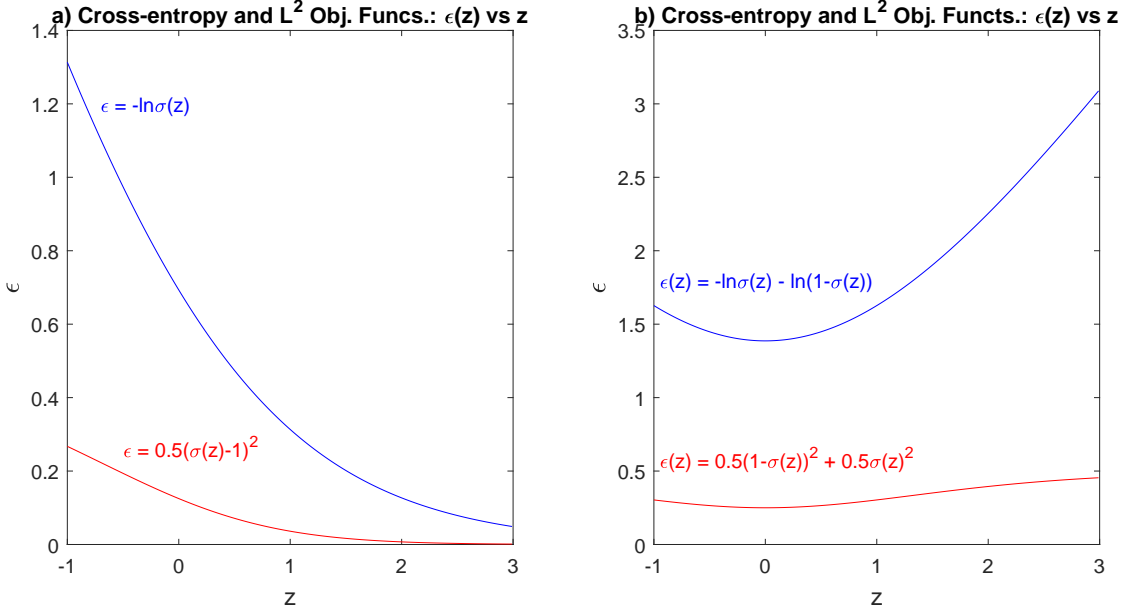 a) Cross-entropy and L² Obj. Funcs.: ϵ(z) vs z
1.4
1.2
1
0.8
0.6
0.4
0.2
0
ϵ
ϵ = -lnσ(z)
ϵ = 0.5(σ(z)-1)²
-1 0 1 2 3
z
b) Cross-entropy and L² Obj. Functs.: ϵ(z) vs z
3.5
3
2.5
2
1.5
1
0.5
0
ϵ
ϵ(z) = -lnσ(z) - ln(1-σ(z))
ϵ(z) = 0.5(1-σ(z))² + 0.5σ(z)²
-1 0 1 2 3
z